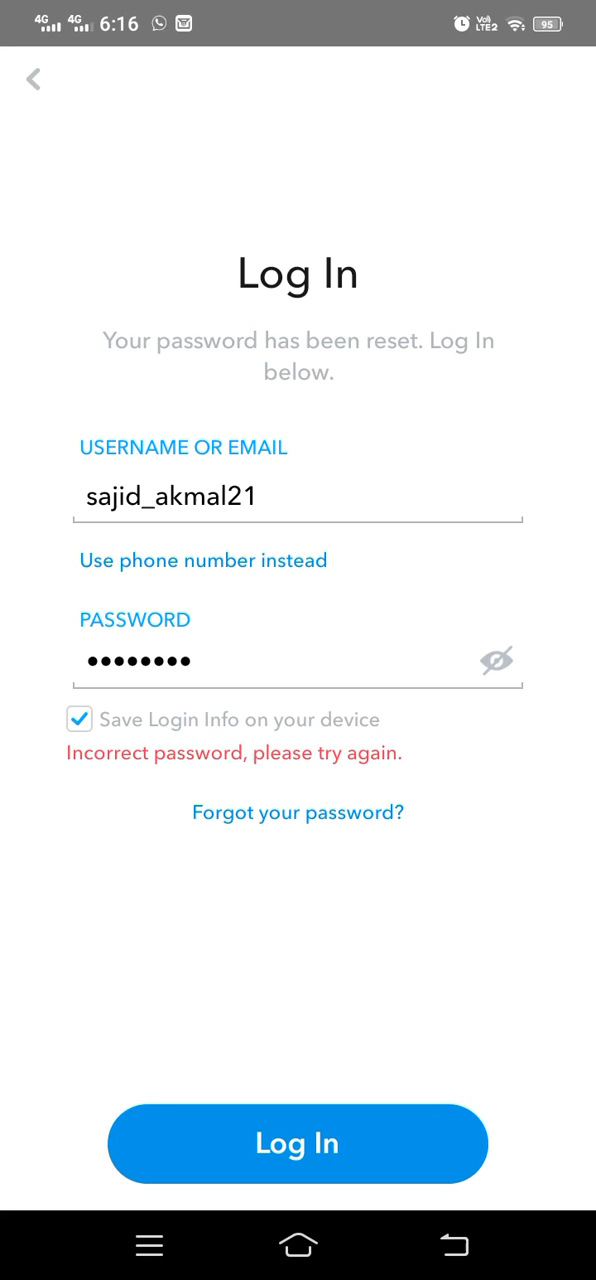 4G 4G 6:16 Vo) LTE2 95
Log In
Your password has been reset. Log In
below.
USERNAME OR EMAIL
sajid_akmal21
Use phone number instead
PASSWORD
••••••••
Save Login Info on your device
Incorrect password, please try again.
Forgot your password?
Log In